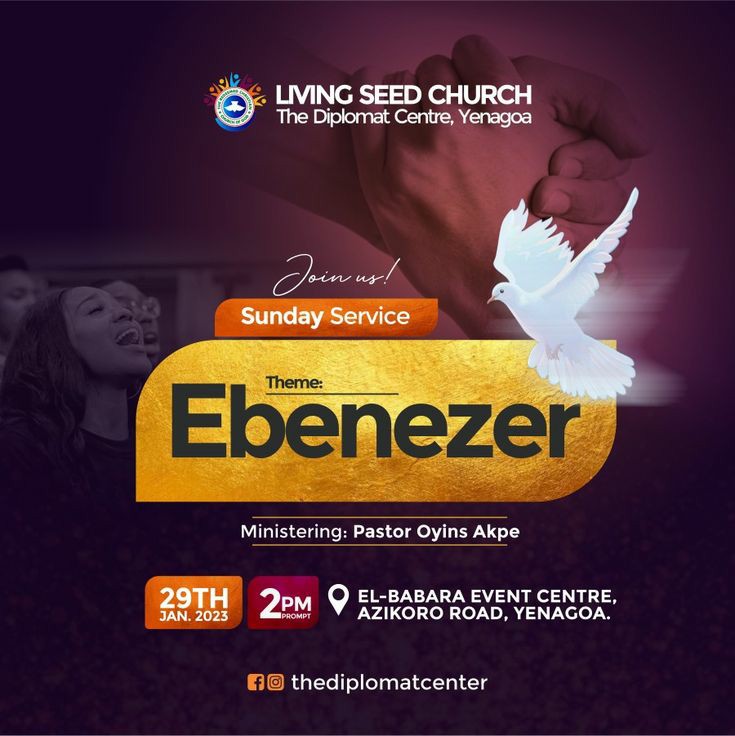 LIVING SEED CHURCH
The Diplomat Centre, Yenagoa
Join us!
Sunday Service
Theme:
Ebenezer
Ministering: Pastor Oyins Akpe
29TH
JAN. 2023
2PM
PROMPT
EL-BABARA EVENT CENTRE,
AZIKORO ROAD, YENAGOA.
thediplomatcenter